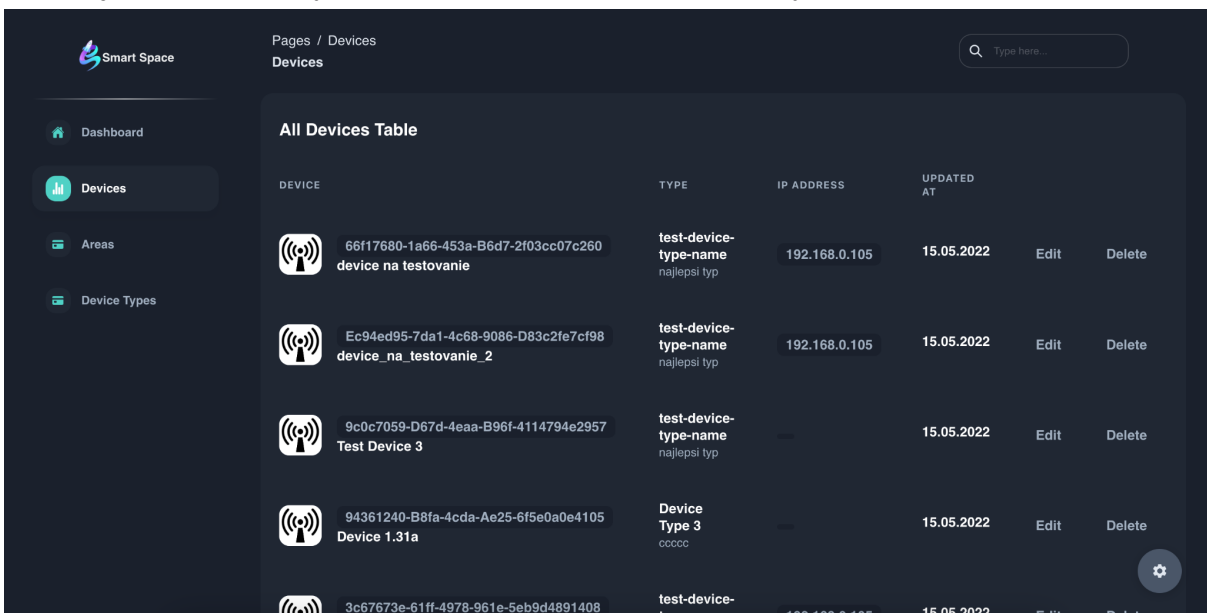 Smart Space
Pages / Devices
Devices
Type here...
Dashboard
Devices
Areas
Device Types
All Devices Table
DEVICE
TYPE
IP ADDRESS
UPDATED
AT
66f17680-1a66-453a-B6d7-2f03cc07c260
device na testovanie
test-device-
type-name
najlepsi typ
192.168.0.105
15.05.2022
Edit
Delete
Ec94ed95-7da1-4c68-9086-D83c2fe7cf98
device_na_testovanie_2
test-device-
type-name
najlepsi typ
192.168.0.105
15.05.2022
Edit
Delete
9c0c7059-D67d-4eaa-B96f-4114794e2957
Test Device 3
test-device-
type-name
najlepsi typ
15.05.2022
Edit
Delete
94361240-B8fa-4cda-Ae25-6f5e0a0e4105
Device 1.31a
Device
Type 3
ccccc
15.05.2022
Edit
Delete
3c67673e-61ff-4978-961e-5eb9d4891408
test-device-
15.05.2022